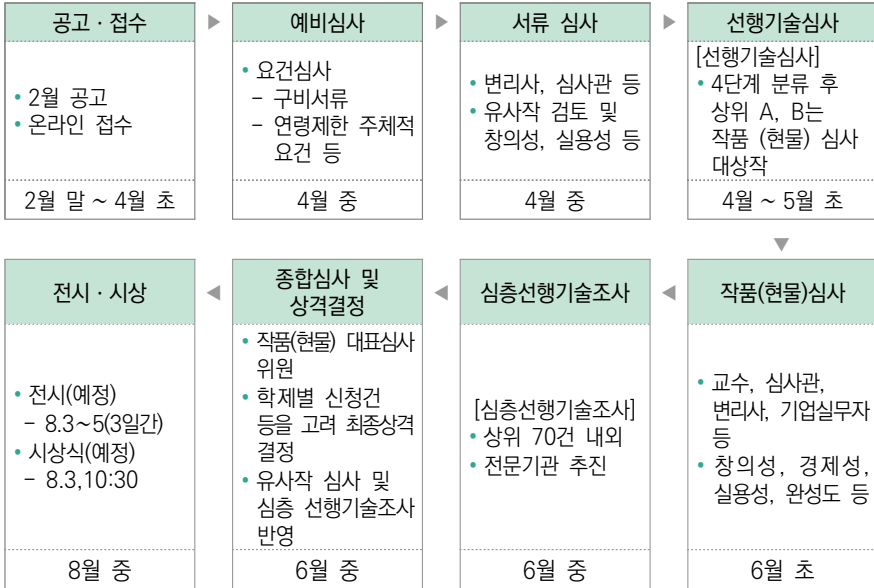 공고 · 접수
• 2월 공고
• 온라인 접수
2월 말 ~ 4월 초
▶
예비심사
• 요건심사
- 구비서류
- 연령제한 주체적
요건 등
4월 중
▶
서류 심사
• 변리사, 심사관 등
• 유사작 검토 및
창의성, 실용성 등
4월 중
▶
선행기술심사
[선행기술심사]
• 4단계 분류 후
상위 A, B는
작품 (현물) 심사
대상작
4월 ~ 5월 초
▼
작품(현물)심사
• 교수, 심사관,
변리사, 기업실무자
등
• 창의성, 경제성,
실용성, 완성도 등
6월 초
◀
심층선행기술조사
[심층선행기술조사]
• 상위 70건 내외
• 전문기관 추진
6월 중
◀
종합심사 및
상격결정
• 작품(현물) 대표심사
위원
• 학제별 신청건
등을 고려 최종상격
결정
• 유사작 심사 및
심층 선행기술조사
반영
6월 중
◀
전시 · 시상
• 전시(예정)
- 8.3~5(3일간)
• 시상식(예정)
- 8.3,10:30
8월 중